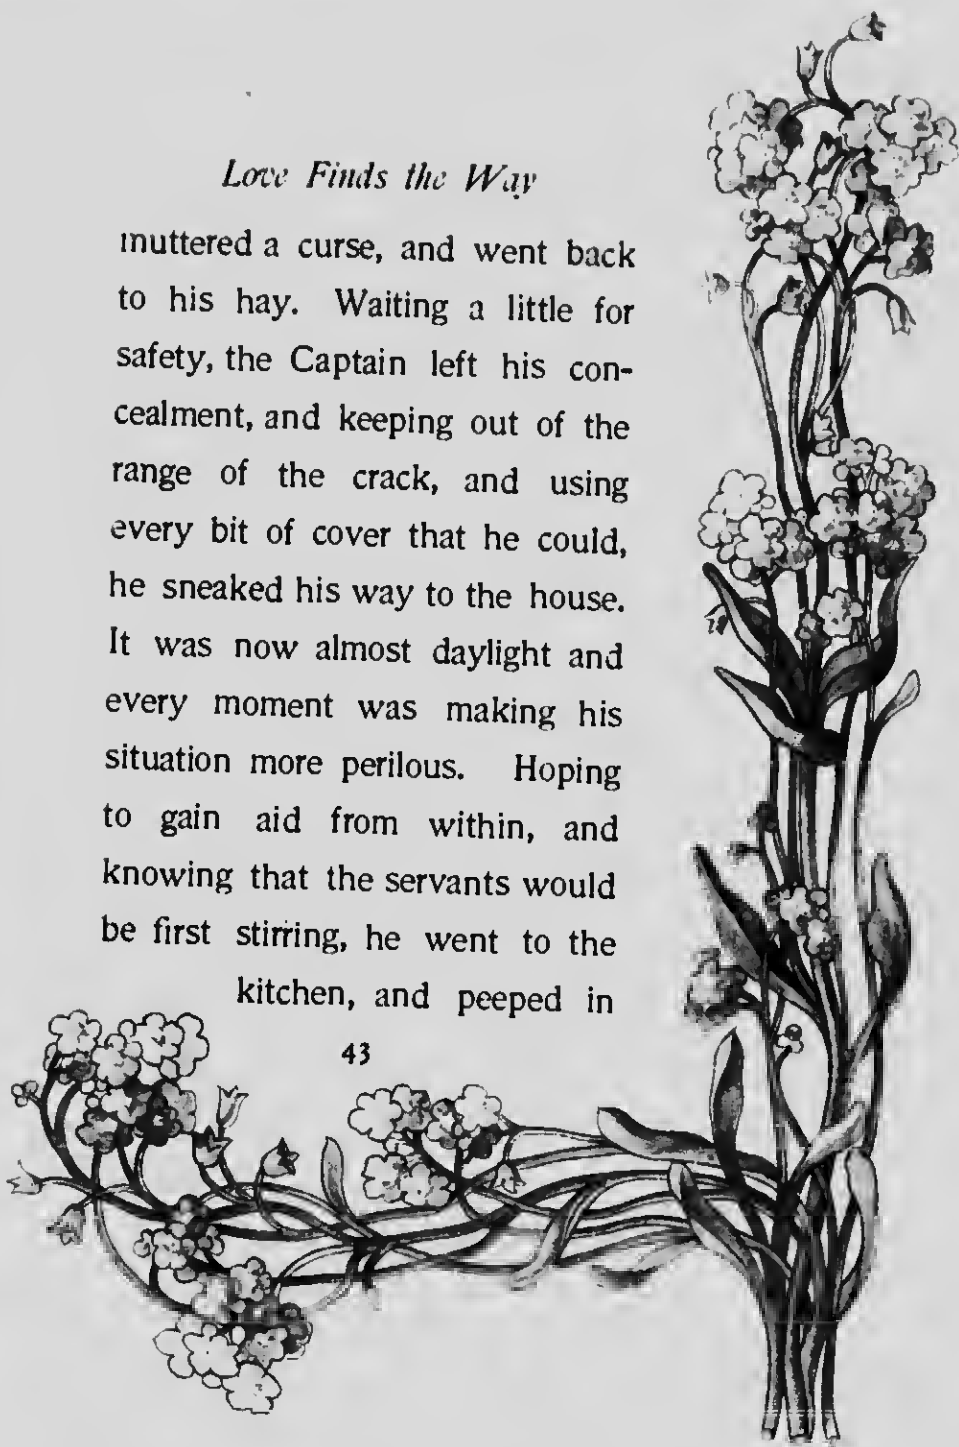 Love Finds the Way
muttered a curse, and went back
to his hay. Waiting a little for
safety, the Captain left his con-
cealment, and keeping out of the
range of the crack, and using
every bit of cover that he could,
he sneaked his way to the house.
It was now almost daylight and
every moment was making his
situation more perilous. Hoping
to gain aid from within, and
knowing that the servants would
be first stirring, he went to the
kitchen, and peeped in
43